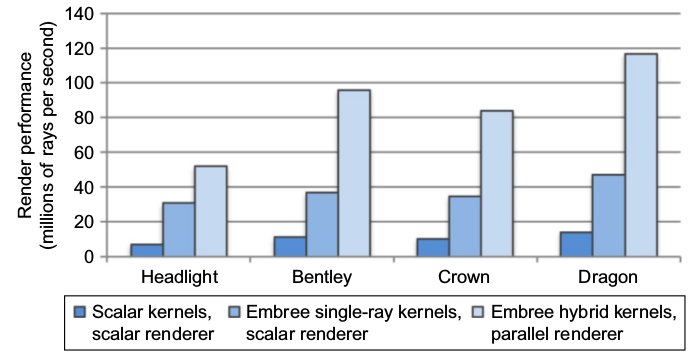 140
120
100
80
60
40
20
0
Render performance
(millions of rays per second)
Headlight Bentley Crown Dragon
Scalar kernels, Embree single-ray kernels, Embree hybrid kernels,
scalar renderer scalar renderer parallel renderer